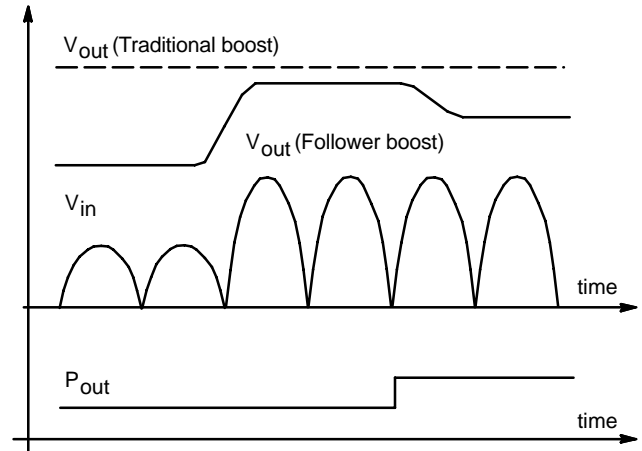 Vout (Traditional boost)
Vout (Follower boost)
Vin
time
Pout
time